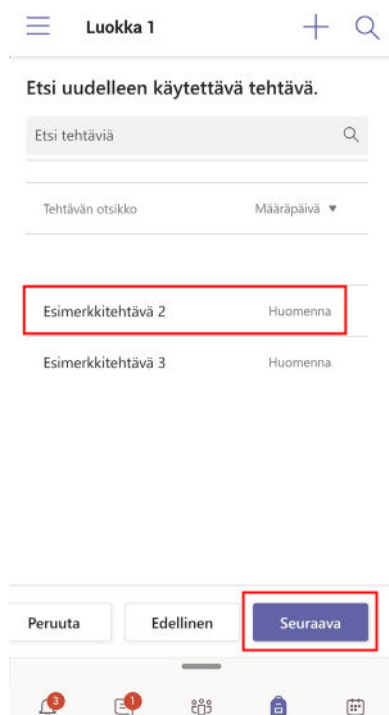 Luokka 1
Etsi uudelleen käytettävä tehtävä.
Etsi tehtäviä
Tehtävän otsikko Määräpäivä
Esimerkkitehtävä 2 Huomenna
Esimerkkitehtävä 3 Huomenna
Peruuta Edellinen Seuraava
3 1